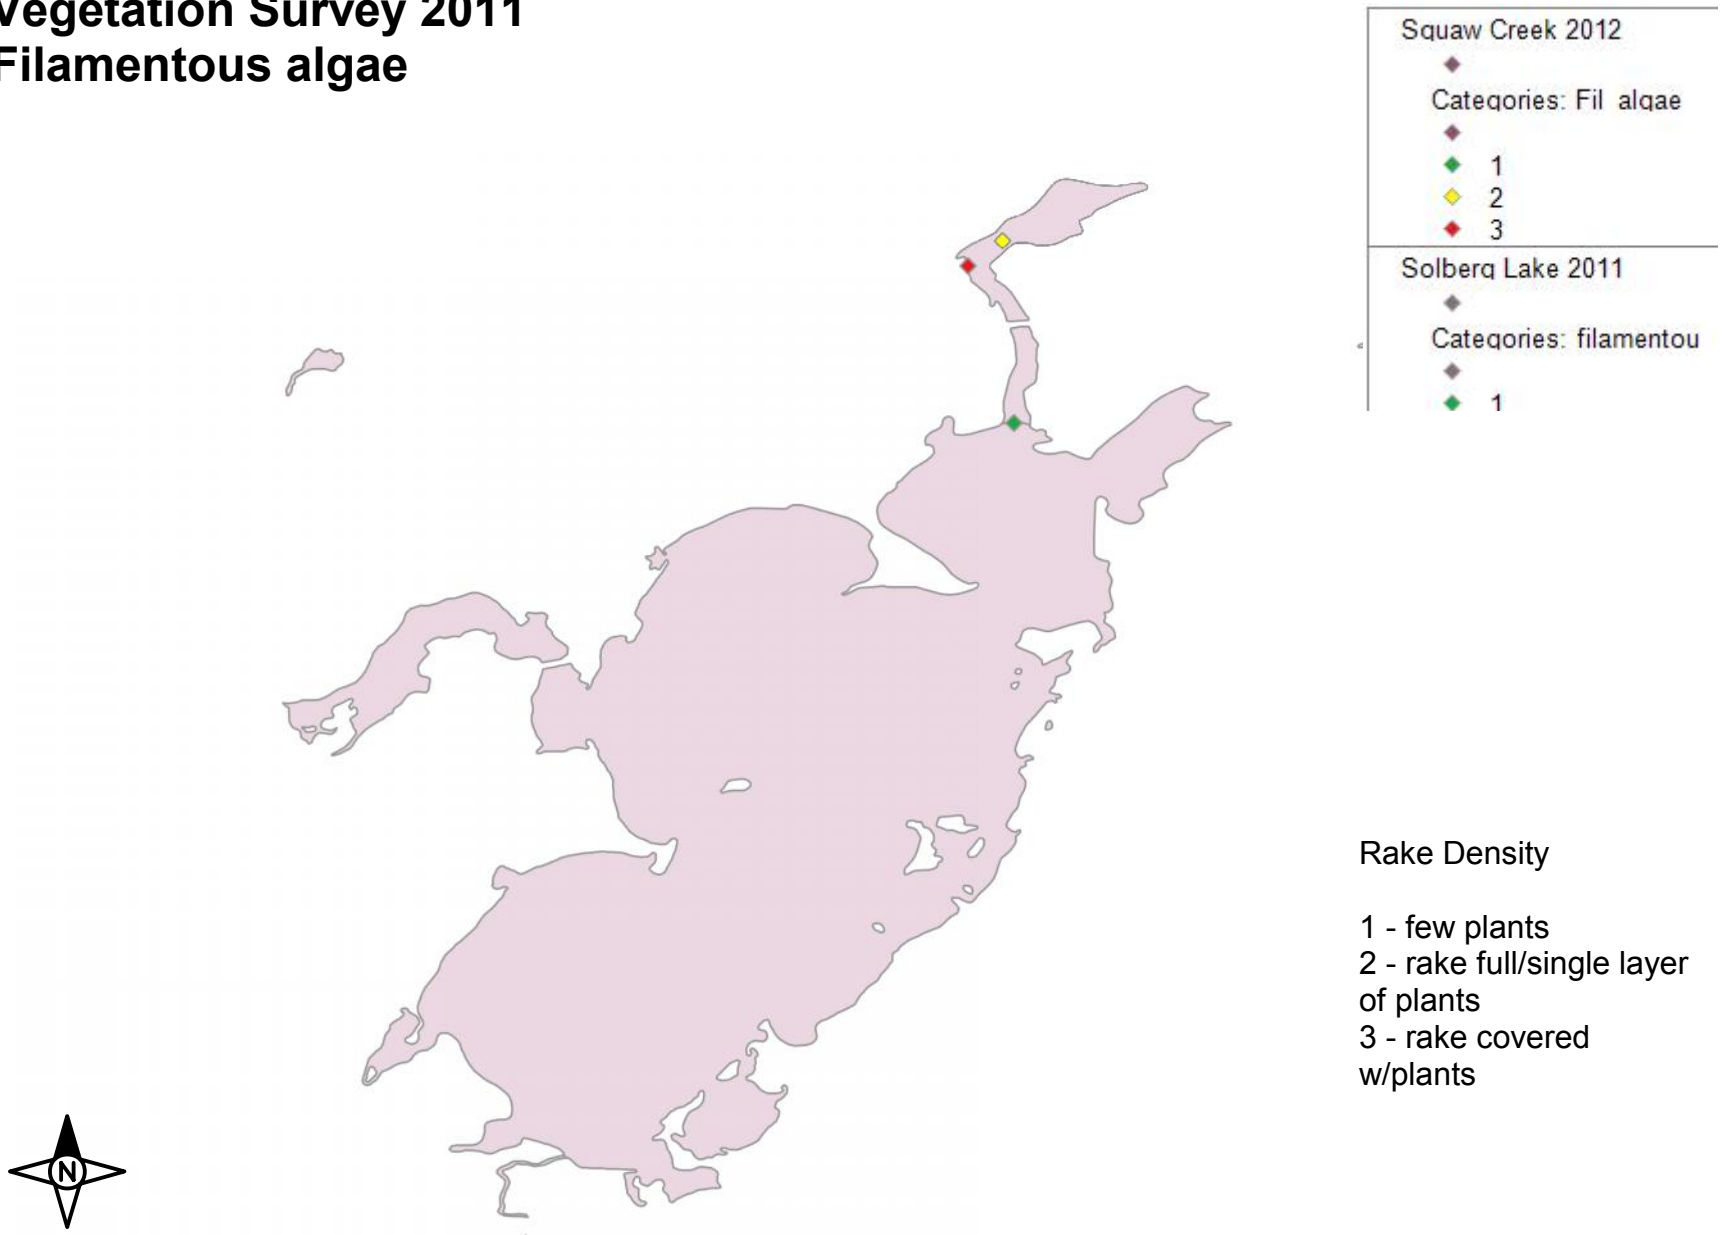 Vegetation Survey 2011
Filamentous algae
Squaw Creek 2012
Categories: Fil_algae
1
2
3
Solberg Lake 2011
Categories: filamentou
1
Rake Density
1 - few plants
2 - rake full/single layer
of plants
3 - rake covered
w/plants
N